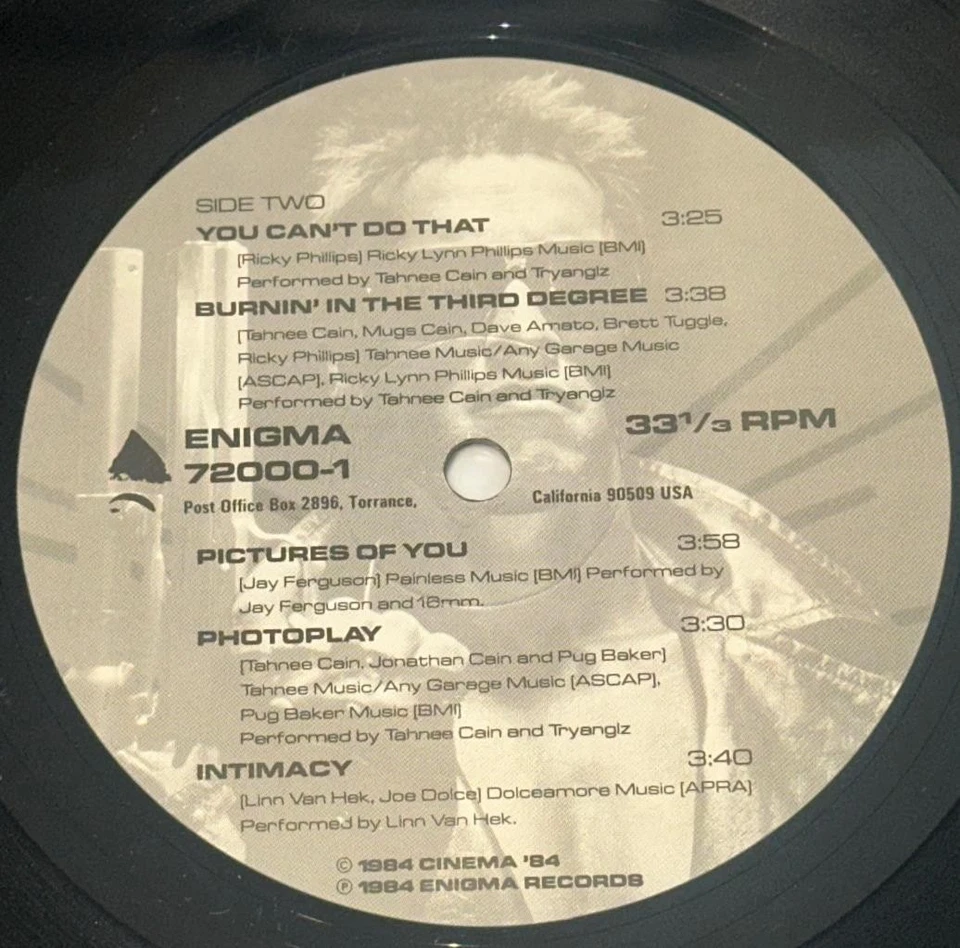 SIDE TWO
YOU CAN'T DO THAT 3:25
[Ricky Phillips] Ricky Lynn Phillips Music [BMI]
Performed by Tahnee Cain and Tryanglz
BURNIN' IN THE THIRD DEGREE 3:38
[Tahnee Cain, Mugs Cain, Dave Amato, Brett Tuggle,
Ricky Phillips] Tahnee Music/Any Garage Music
[ASCAP], Ricky Lynn Phillips Music [BMI]
Performed by Tahnee Cain and Tryanglz
ENIGMA 33 1/3 RPM
72000-1
Post Office Box 2896, Torrance, California 90509 USA
PICTURES OF YOU 3:58
[Jay Ferguson] Painless Music [BMI] Performed by
Jay Ferguson and 16mm.
PHOTOPLAY 3:30
[Tahnee Cain, Jonathan Cain and Pug Baker]
Tahnee Music/Any Garage Music [ASCAP],
Pug Baker Music [BMI]
Performed by Tahnee Cain and Tryanglz
INTIMACY 3:40
[Linn Van Hek, Joe Dolce] Dolceamore Music [APRA]
Performed by Linn Van Hek.
© 1984 CINEMA '84
℗ 1984 ENIGMA RECORDS